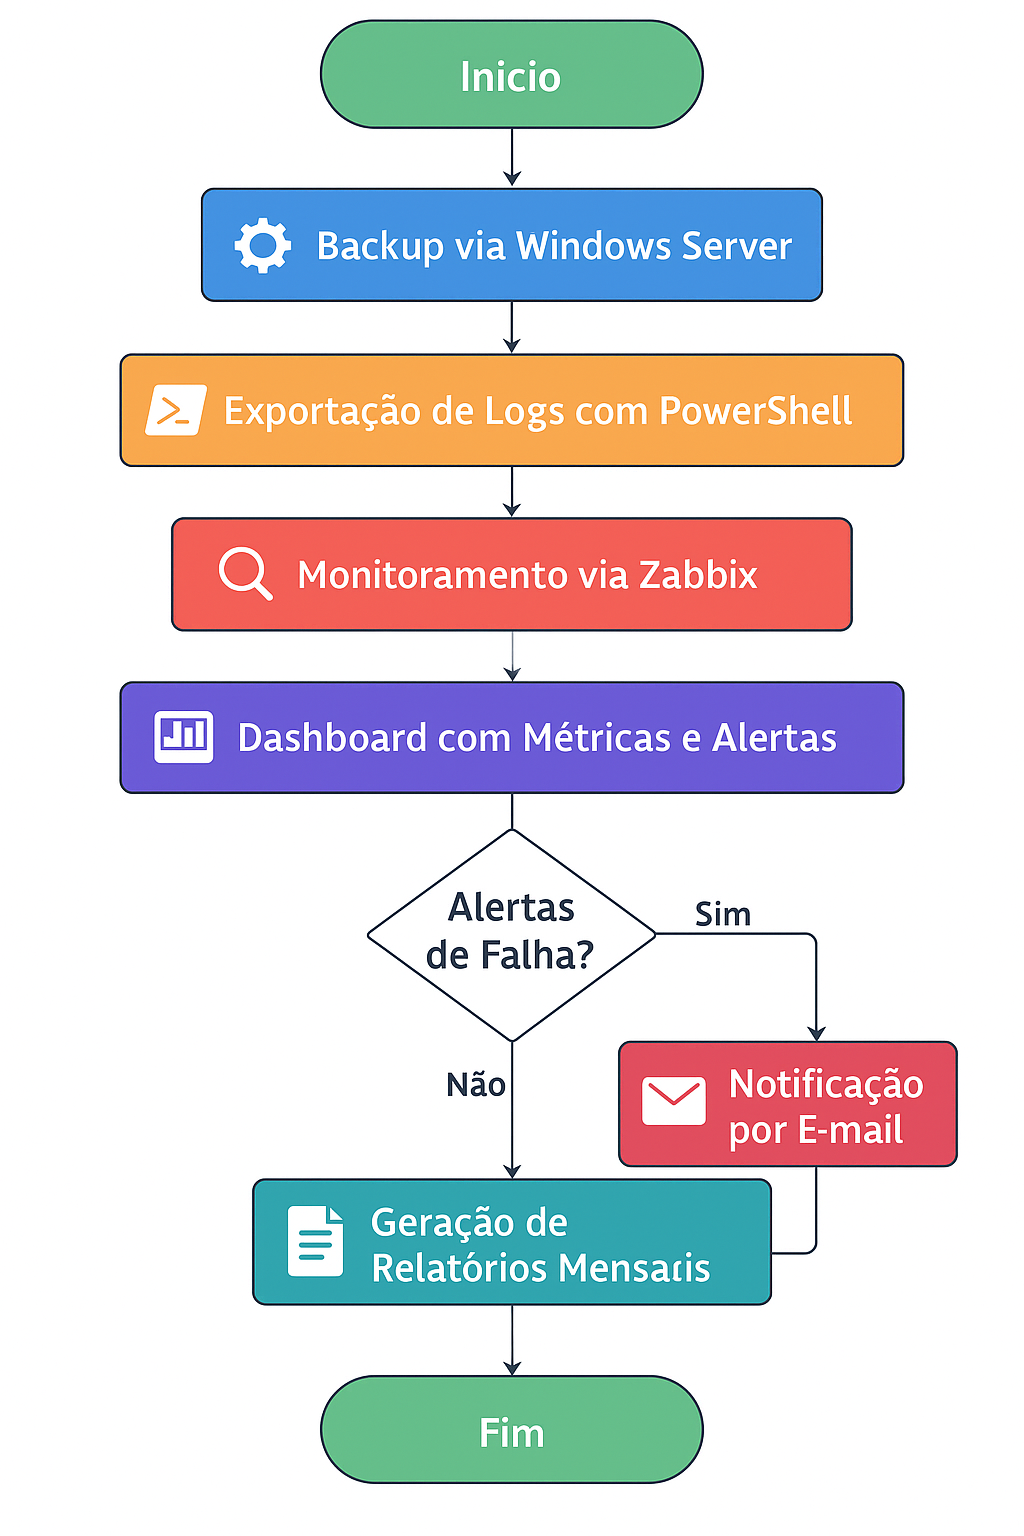 Inicio
Backup via Windows Server
Exportação de Logs com PowerShell
Monitoramento via Zabbix
Dashboard com Métricas e Alertas
Alertas
de Falha?
Sim
Não
Notificação
por E-mail
Geração de
Relatórios
Fim